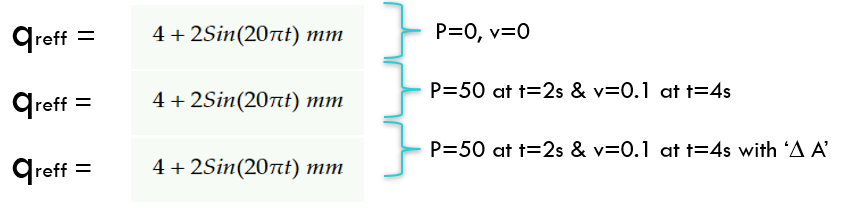 qreff = 4 + 2Sin(20πt) mm P=0, v=0
qreff = 4 + 2Sin(20πt) mm P=50 at t=2s & v=0.1 at t=4s
qreff = 4 + 2Sin(20πt) mm P=50 at t=2s & v=0.1 at t=4s with ‘Δ A’